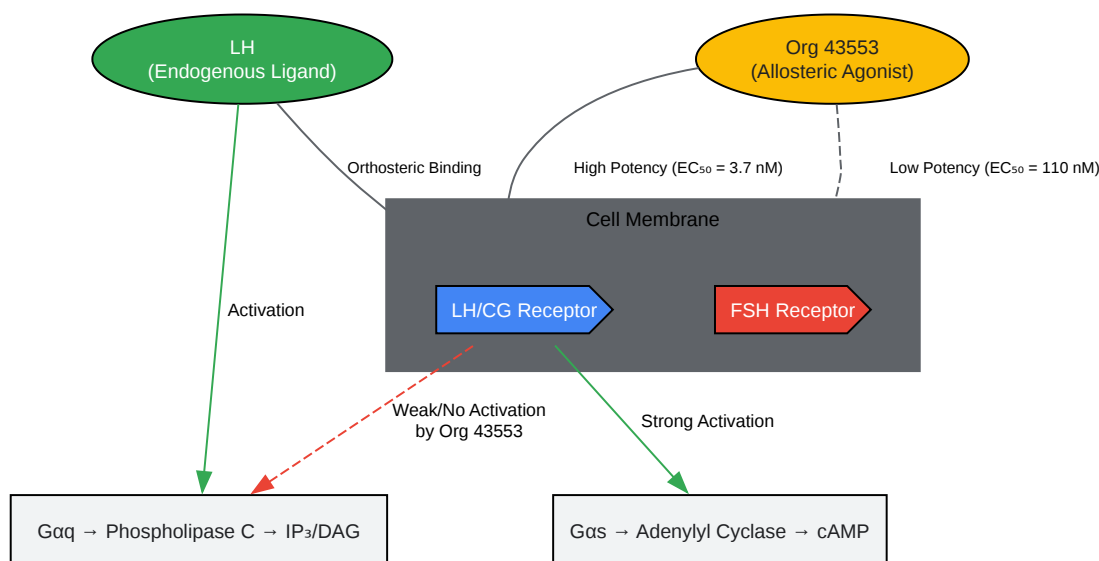 LH
(Endogenous Ligand)
Org 43553
(Allosteric Agonist)
Orthosteric Binding
High Potency (EC₅₀ = 3.7 nM)
Low Potency (EC₅₀ = 110 nM)
Cell Membrane
LH/CG Receptor
FSH Receptor
Activation
Weak/No Activation
by Org 43553
Strong Activation
Gαq → Phospholipase C → IP₃/DAG
Gαs → Adenylyl Cyclase → cAMP